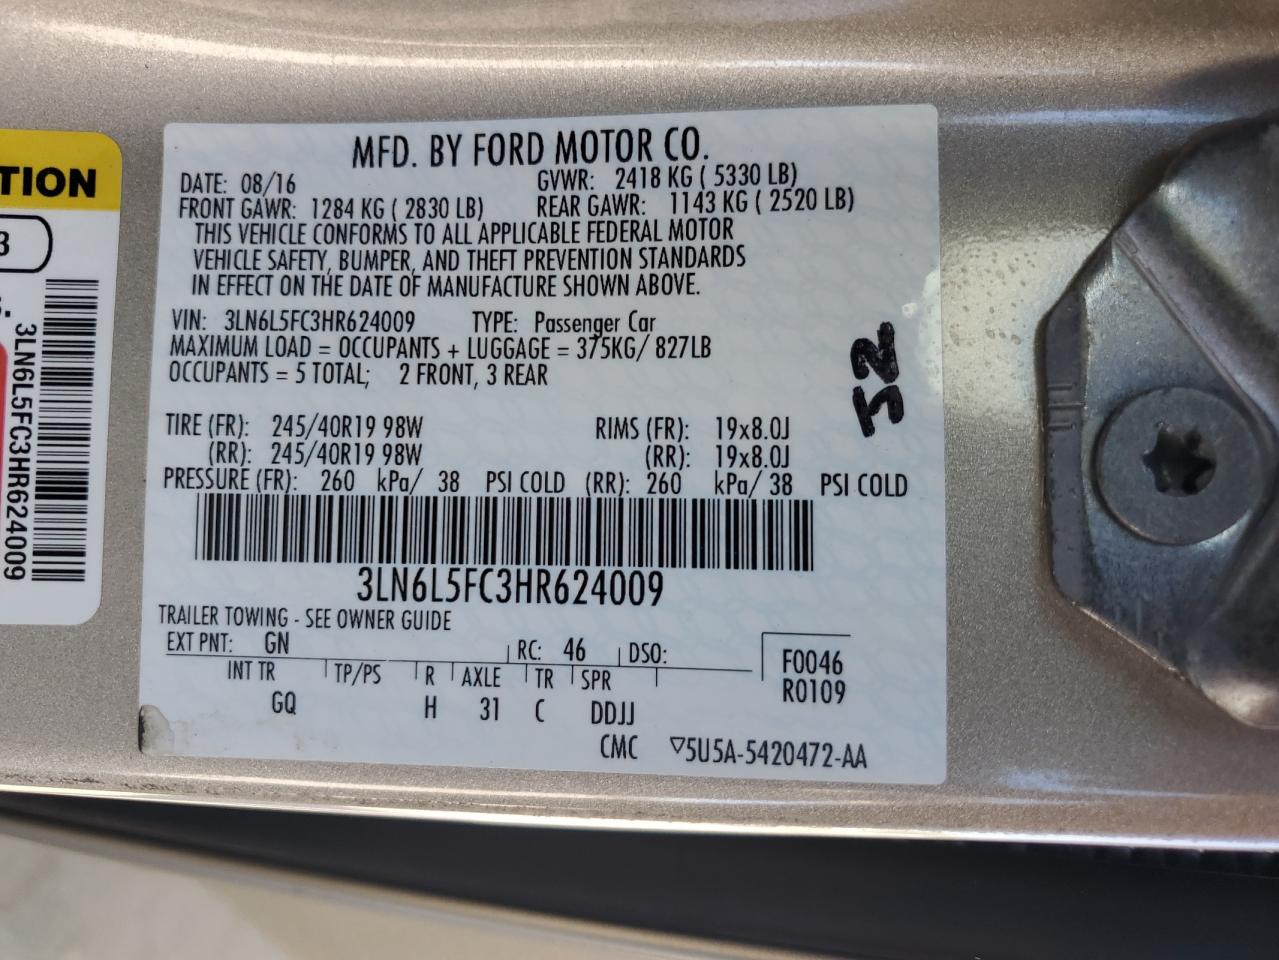 TION
3
3LN6L5FC3HR624009
MFD. BY FORD MOTOR CO.
DATE: 08/16 GVWR: 2418 KG ( 5330 LB)
FRONT GAWR: 1284 KG ( 2830 LB) REAR GAWR: 1143 KG ( 2520 LB)
THIS VEHICLE CONFORMS TO ALL APPLICABLE FEDERAL MOTOR
VEHICLE SAFETY, BUMPER, AND THEFT PREVENTION STANDARDS
IN EFFECT ON THE DATE OF MANUFACTURE SHOWN ABOVE.
VIN: 3LN6L5FC3HR624009 TYPE: Passenger Car
MAXIMUM LOAD = OCCUPANTS + LUGGAGE = 375KG/ 827LB
OCCUPANTS = 5 TOTAL; 2 FRONT, 3 REAR
TIRE (FR): 245/40R19 98W RIMS (FR): 19x8.0J
(RR): 245/40R19 98W (RR): 19x8.0J
PRESSURE (FR): 260 kPa/ 38 PSI COLD (RR): 260 kPa/ 38 PSI COLD
3LN6L5FC3HR624009
TRAILER TOWING - SEE OWNER GUIDE
EXT PNT: GN RC: 46 DSO: F0046
INT TR TP/PS R AXLE TR SPR R0109
GQ H 31 C DDJJ
CMC ▽5U5A-5420472-AA